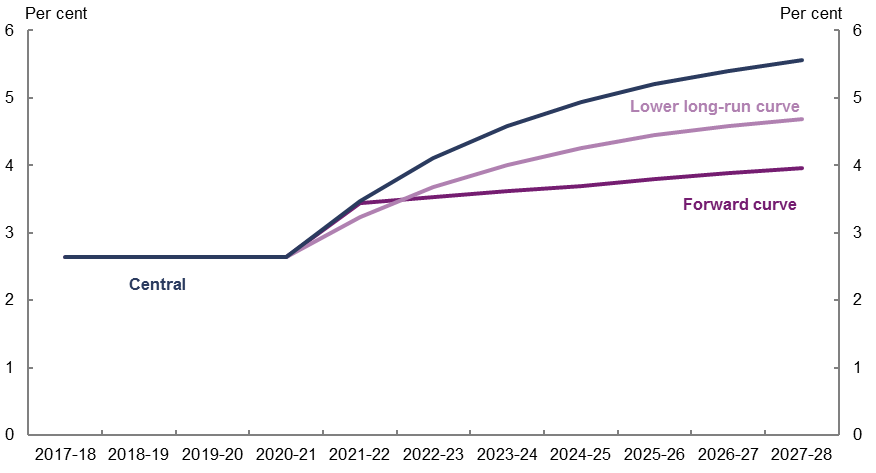 Per cent Per cent
6 6
5 5
Lower long-run curve
4 4
Forward curve
3 3
Central
2 2
1 1
0 0
2017-18 2018-19 2019-20 2020-21 2021-22 2022-23 2023-24 2024-25 2025-26 2026-27 2027-28